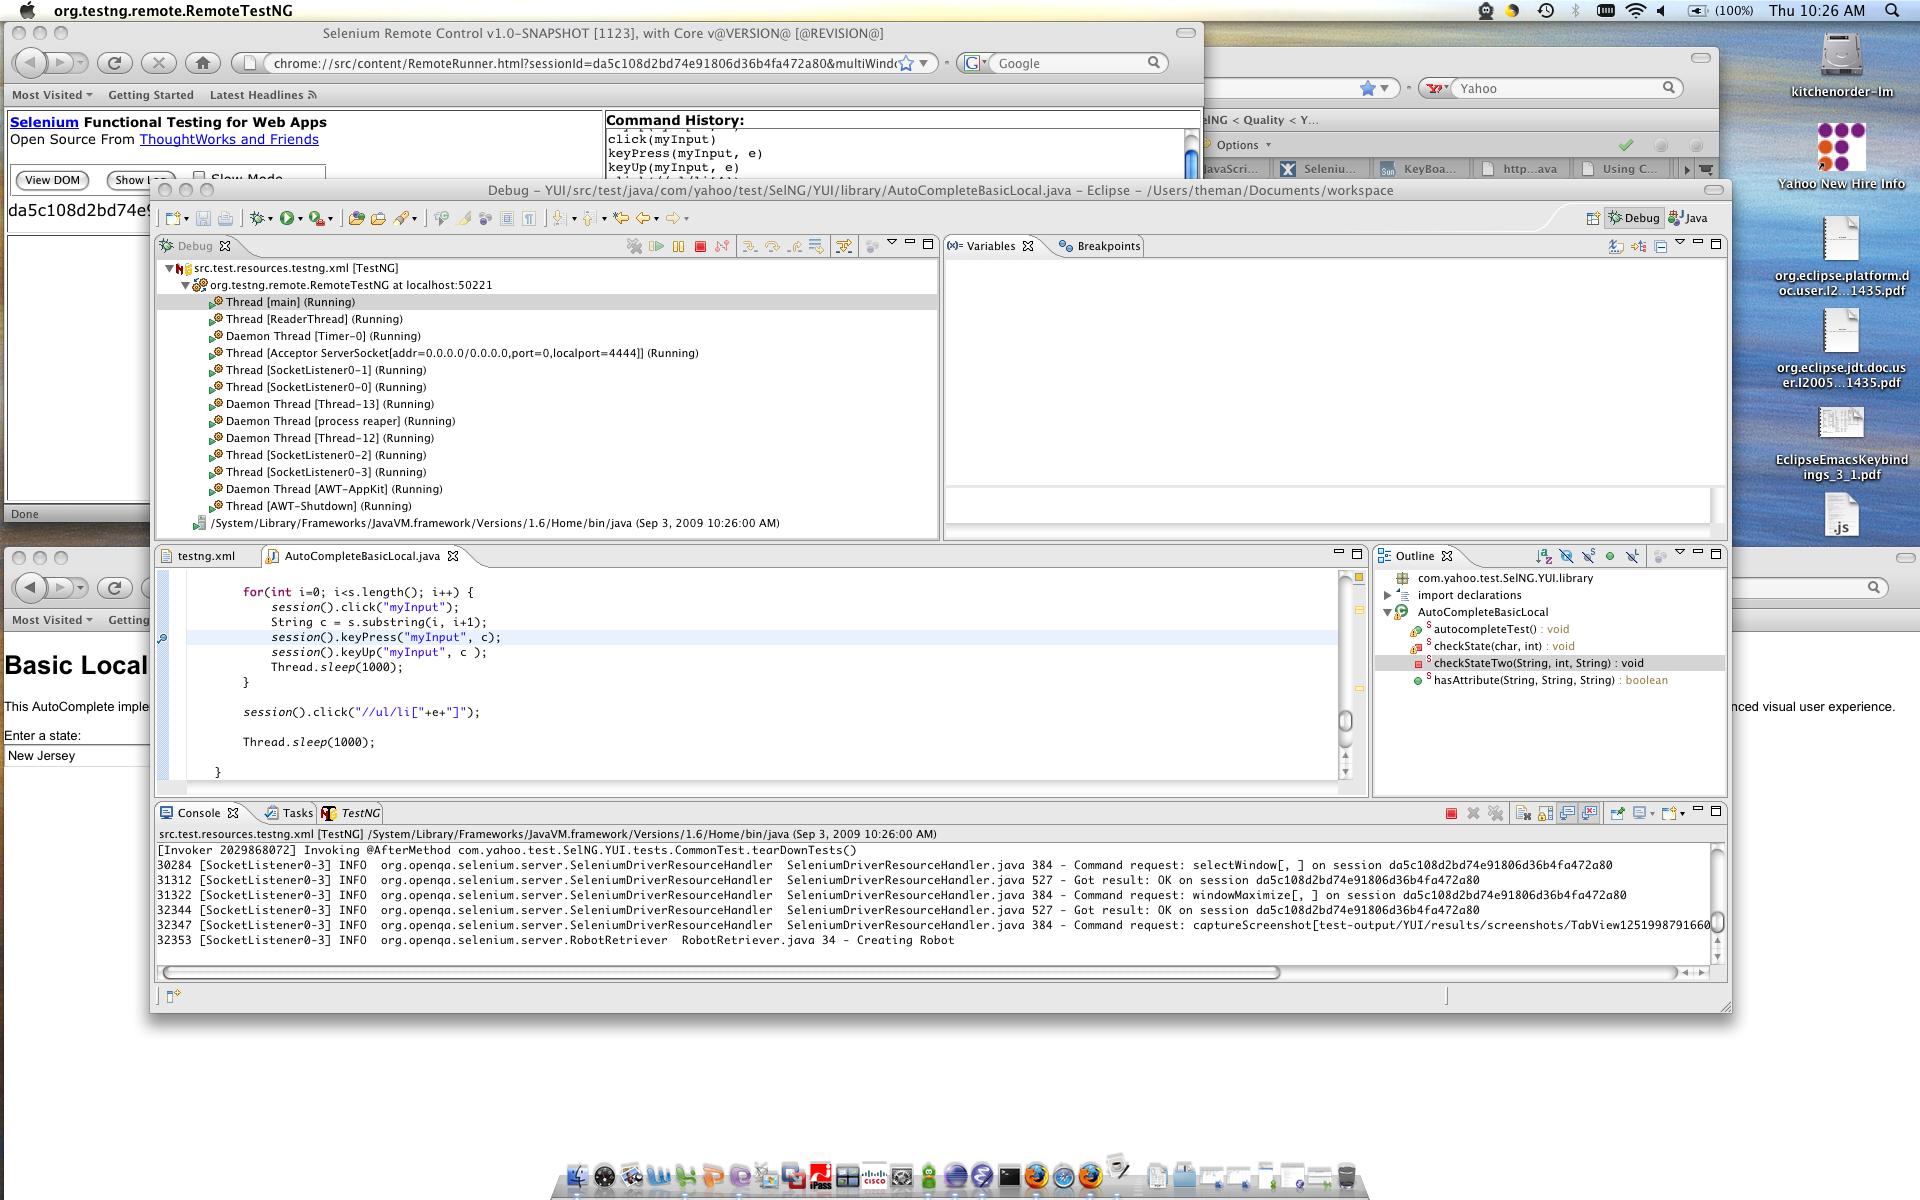 org.testng.remote.RemoteTestNG
(100%) Thu 10:26 AM
Selenium Remote Control v1.0-SNAPSHOT [1123], with Core v@VERSION@ [@REVISION@]
chrome://src/content/RemoteRunner.html?sessionId=da5c108d2bd74e91806d36b4fa472a80&multiWind
Google
Most Visited Getting Started Latest Headlines
Selenium Functional Testing for Web Apps
Open Source From ThoughtWorks and Friends
View DOM Show Log Slow Mode
da5c108d2bd74e9
Command History:
click(myInput)
keyPress(myInput, e)
keyUp(myInput, e)
Done
Yahoo
elNG < Quality < Y...
Options
JavaScri... Seleniu... KeyBoa... http...ava Using C...
kitchenorder-lm
Yahoo New Hire Info
org.eclipse.platform.d
oc.user.I2...1435.pdf
org.eclipse.jdt.doc.us
er.I2005...1435.pdf
EclipseEmacsKeybind
ings_3_1.pdf
.js
Debug - YUI/src/test/java/com/yahoo/test/SelNG/YUI/library/AutoCompleteBasicLocal.java - Eclipse - /Users/theman/Documents/workspace
Debug Java
Debug
src.test.resources.testng.xml [TestNG]
org.testng.remote.RemoteTestNG at localhost:50221
Thread [main] (Running)
Thread [ReaderThread] (Running)
Daemon Thread [Timer-0] (Running)
Thread [Acceptor ServerSocket[addr=0.0.0.0/0.0.0.0,port=0,localport=4444]] (Running)
Thread [SocketListener0-1] (Running)
Thread [SocketListener0-0] (Running)
Daemon Thread [Thread-13] (Running)
Daemon Thread [process reaper] (Running)
Daemon Thread [Thread-12] (Running)
Thread [SocketListener0-2] (Running)
Thread [SocketListener0-3] (Running)
Daemon Thread [AWT-AppKit] (Running)
Thread [AWT-Shutdown] (Running)
/System/Library/Frameworks/JavaVM.framework/Versions/1.6/Home/bin/java (Sep 3, 2009 10:26:00 AM)
(x)= Variables Breakpoints
testng.xml AutoCompleteBasicLocal.java
for(int i=0; i<s.length(); i++) {
session().click("myInput");
String c = s.substring(i, i+1);
session().keyPress("myInput", c);
session().keyUp("myInput", c );
Thread.sleep(1000);
}
session().click("//ul/li["+e+"]");
Thread.sleep(1000);
}
Outline
com.yahoo.test.SelNG.YUI.library
import declarations
AutoCompleteBasicLocal
autocompleteTest() : void
checkState(char, int) : void
checkStateTwo(String, int, String) : void
hasAttribute(String, String, String) : boolean
Console Tasks TestNG
src.test.resources.testng.xml [TestNG] /System/Library/Frameworks/JavaVM.framework/Versions/1.6/Home/bin/java (Sep 3, 2009 10:26:00 AM)
[Invoker 2029868072] Invoking @AfterMethod com.yahoo.test.SelNG.YUI.tests.CommonTest.tearDownTests()
30284 [SocketListener0-3] INFO org.openqa.selenium.server.SeleniumDriverResourceHandler SeleniumDriverResourceHandler.java 384 - Command request: selectWindow[, ] on session da5c108d2bd74e91806d36b4fa472a80
31312 [SocketListener0-3] INFO org.openqa.selenium.server.SeleniumDriverResourceHandler SeleniumDriverResourceHandler.java 527 - Got result: OK on session da5c108d2bd74e91806d36b4fa472a80
31322 [SocketListener0-3] INFO org.openqa.selenium.server.SeleniumDriverResourceHandler SeleniumDriverResourceHandler.java 384 - Command request: windowMaximize[, ] on session da5c108d2bd74e91806d36b4fa472a80
32344 [SocketListener0-3] INFO org.openqa.selenium.server.SeleniumDriverResourceHandler SeleniumDriverResourceHandler.java 527 - Got result: OK on session da5c108d2bd74e91806d36b4fa472a80
32347 [SocketListener0-3] INFO org.openqa.selenium.server.SeleniumDriverResourceHandler SeleniumDriverResourceHandler.java 384 - Command request: captureScreenshot[test-output/YUI/results/screenshots/TabView1251998791660
32353 [SocketListener0-3] INFO org.openqa.selenium.server.RobotRetriever RobotRetriever.java 34 - Creating Robot
Most Visited Getting
Basic Local
This AutoComplete imple
nced visual user experience.
Enter a state:
New Jersey
iPass
CISCO